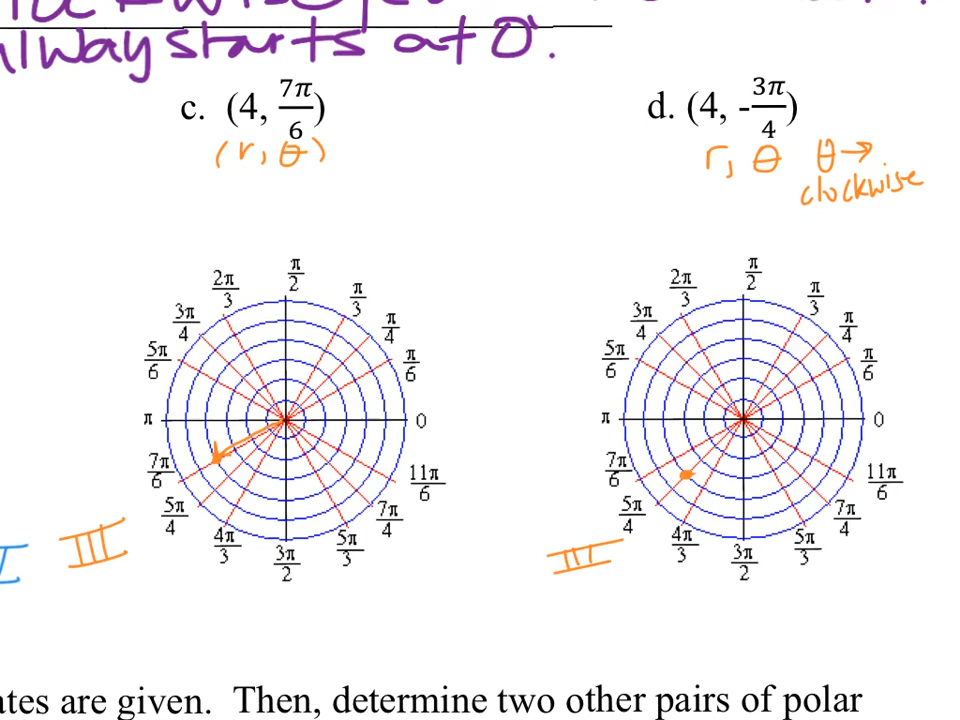 always starts at 0.
c. (4, 7π/6)
d. (4, -3π/4)
(r, θ)
r, θ θ→
clockwise
π/2
2π/3
π/3
3π/4
π/4
5π/6
π/6
π
0
7π/6
11π/6
5π/4
7π/4
4π/3
5π/3
3π/2
III
π/2
2π/3
π/3
3π/4
π/4
5π/6
π/6
π
0
7π/6
11π/6
5π/4
7π/4
4π/3
5π/3
3π/2
III
are given. Then, determine two other pairs of polar